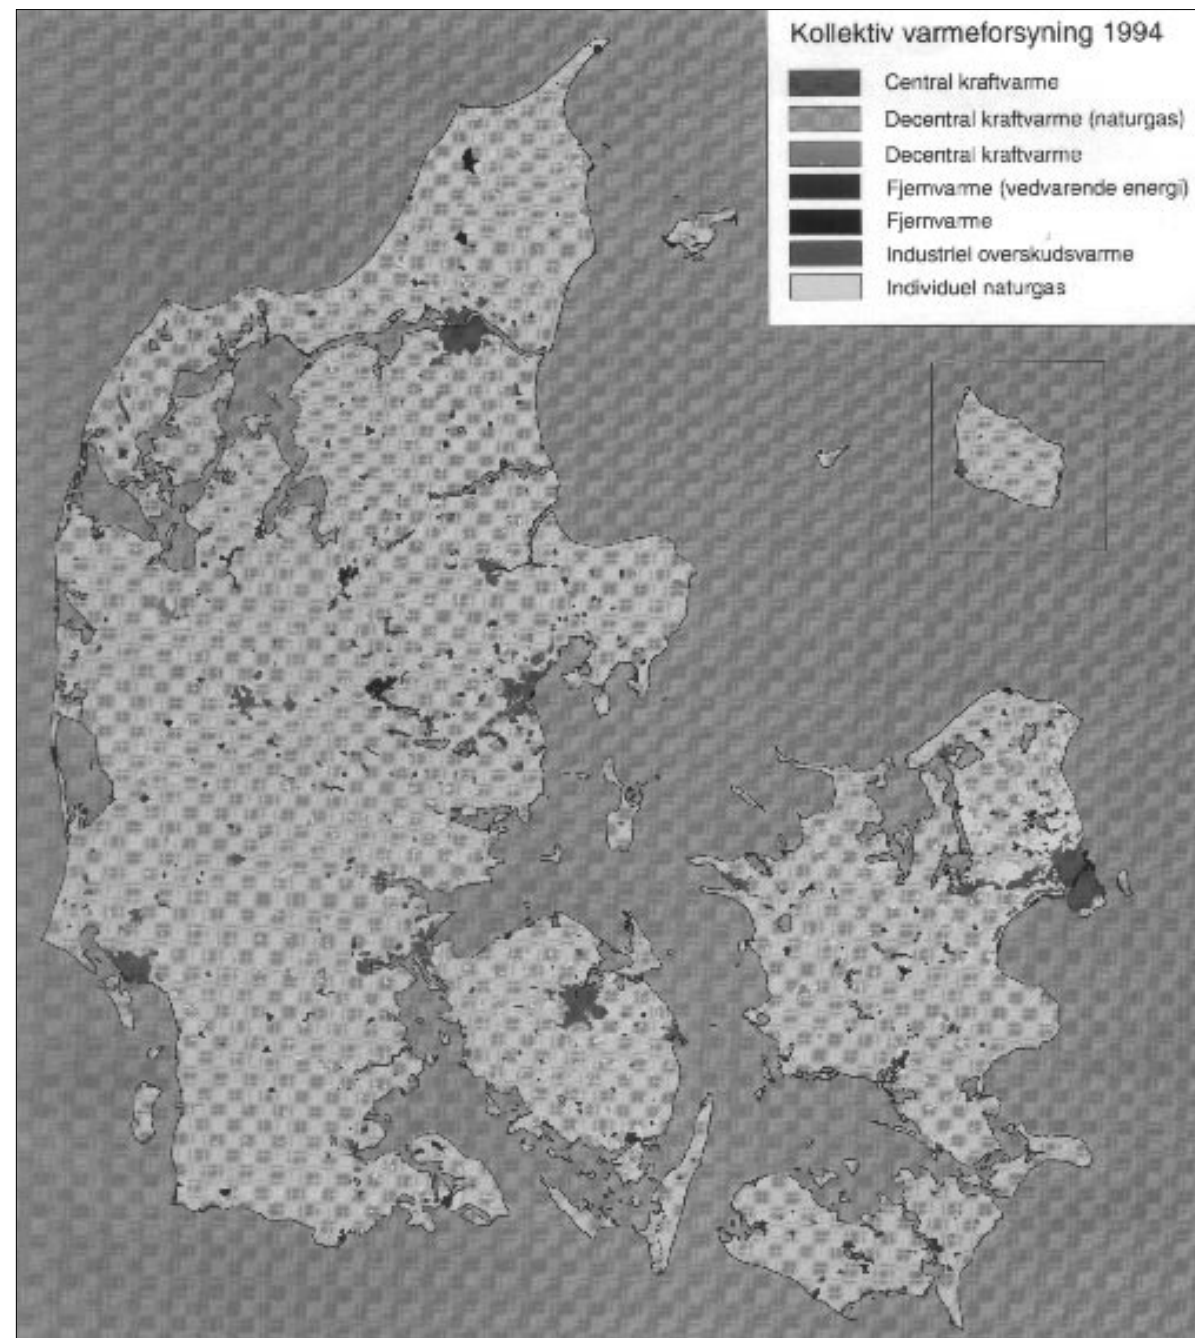 Kollektiv varmeforsyning 1994
Central kraftvarme
Decentral kraftvarme (naturgas)
Decentral kraftvarme
Fjernvarme (vedvarende energi)
Fjernvarme
Industriel overskudsvarme
Individuel naturgas